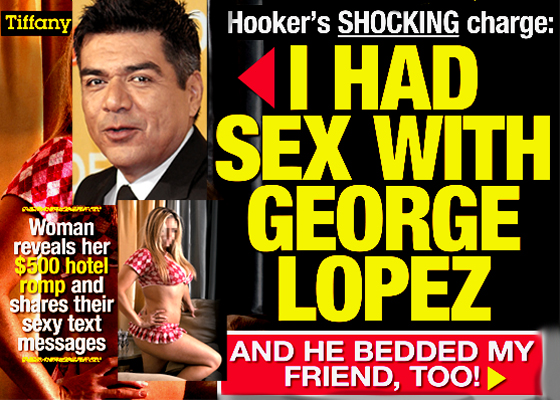 Tiffany
Hooker's SHOCKING charge:
I HAD
SEX WITH
GEORGE
LOPEZ
Woman
reveals her
$500 hotel
romp and
shares their
sexy text
messages
AND HE BEDDED MY
FRIEND, TOO!